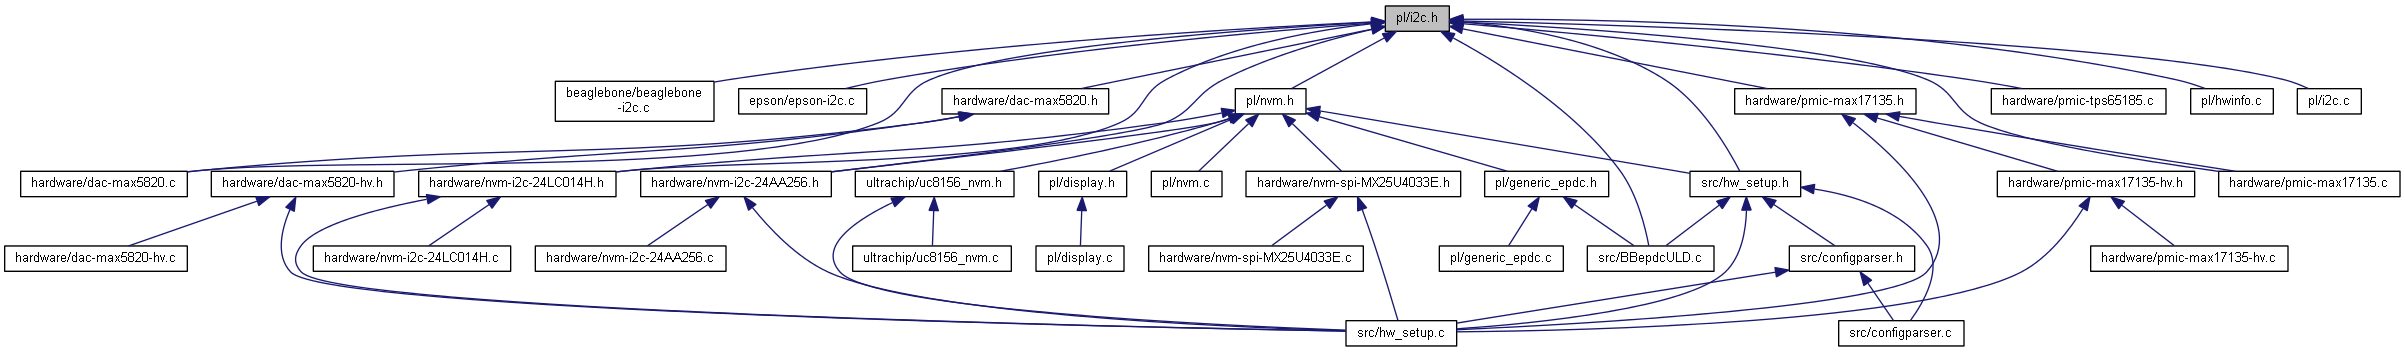 pl/i2c.h
beaglebone/beaglebone
-i2c.c
epson/epson-i2c.c
hardware/dac-max5820.h
pl/nvm.h
hardware/pmic-max17135.h
hardware/pmic-tps65185.c
pl/hwinfo.c
pl/i2c.c
hardware/dac-max5820.c
hardware/dac-max5820-hv.h
hardware/nvm-i2c-24LC014H.h
hardware/nvm-i2c-24AA256.h
ultrachip/uc8156_nvm.h
pl/display.h
pl/nvm.c
hardware/nvm-spi-MX25U4033E.h
pl/generic_epdc.h
src/hw_setup.h
hardware/pmic-max17135-hv.h
hardware/pmic-max17135.c
hardware/dac-max5820-hv.c
hardware/nvm-i2c-24LC014H.c
hardware/nvm-i2c-24AA256.c
ultrachip/uc8156_nvm.c
pl/display.c
hardware/nvm-spi-MX25U4033E.c
pl/generic_epdc.c
src/BBepdcULD.c
src/configparser.h
hardware/pmic-max17135-hv.c
src/hw_setup.c
src/configparser.c